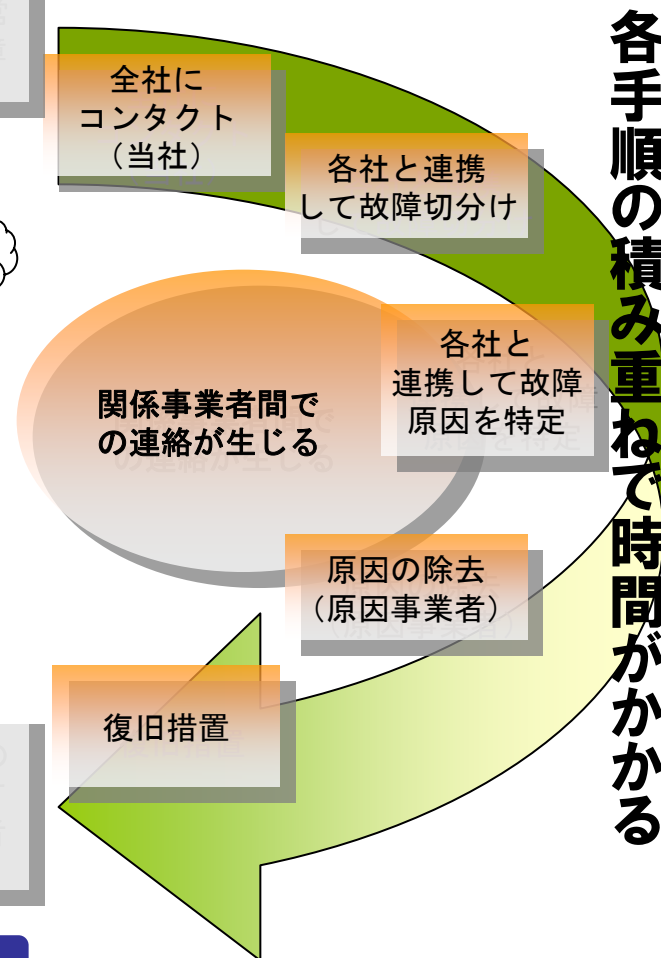 各手順の積み重ねで時間がかかる
全社に
コンタクト
（当社）
各社と連携
して故障切分け
各社と
連携して故障
原因を特定
関係事業者間で
の連絡が生じる
原因の除去
（原因事業者）
復旧措置